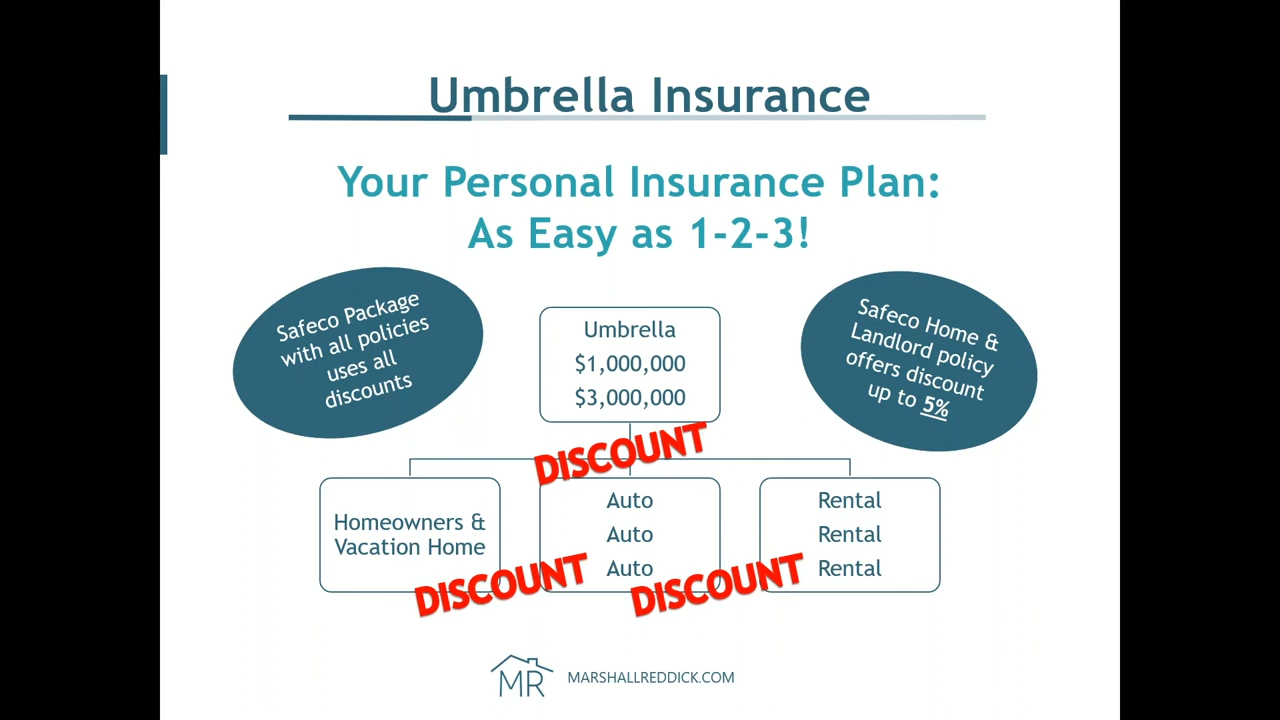 Umbrella Insurance
Your Personal Insurance Plan:
As Easy as 1-2-3!
Safeco Package
with all policies
uses all
discounts
Umbrella
$1,000,000
$3,000,000
Safeco Home &
Landlord policy
offers discount
up to 5%
DISCOUNT
Homeowners &
Vacation Home
Auto
Auto
Auto
Rental
Rental
Rental
DISCOUNT
DISCOUNT
MR
MARSHALLREDDICK.COM